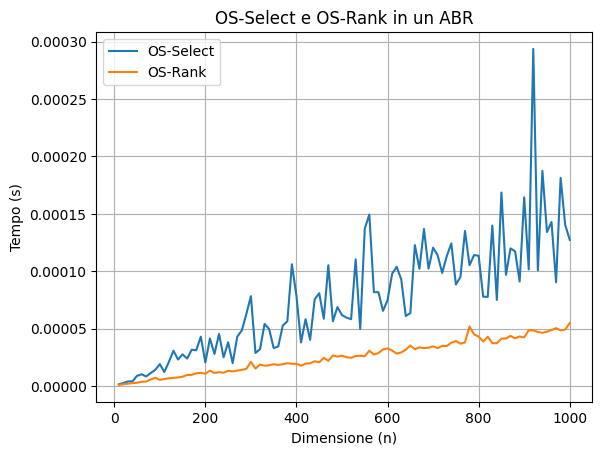 OS-Select e OS-Rank in un ABR
OS-Select
OS-Rank
0.00030
0.00025
0.00020
0.00015
0.00010
0.00005
0.00000
Tempo (s)
0 200 400 600 800 1000
Dimensione (n)